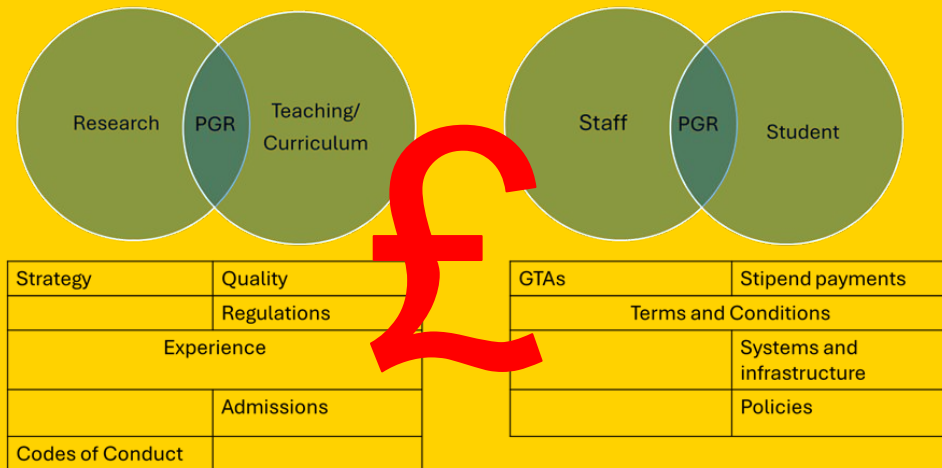 Research
PGR
Teaching/
Curriculum
Staff
PGR
Student
£
Strategy
Quality
Regulations
Experience
Admissions
Codes of Conduct
GTAs
Stipend payments
Terms and Conditions
Systems and
infrastructure
Policies